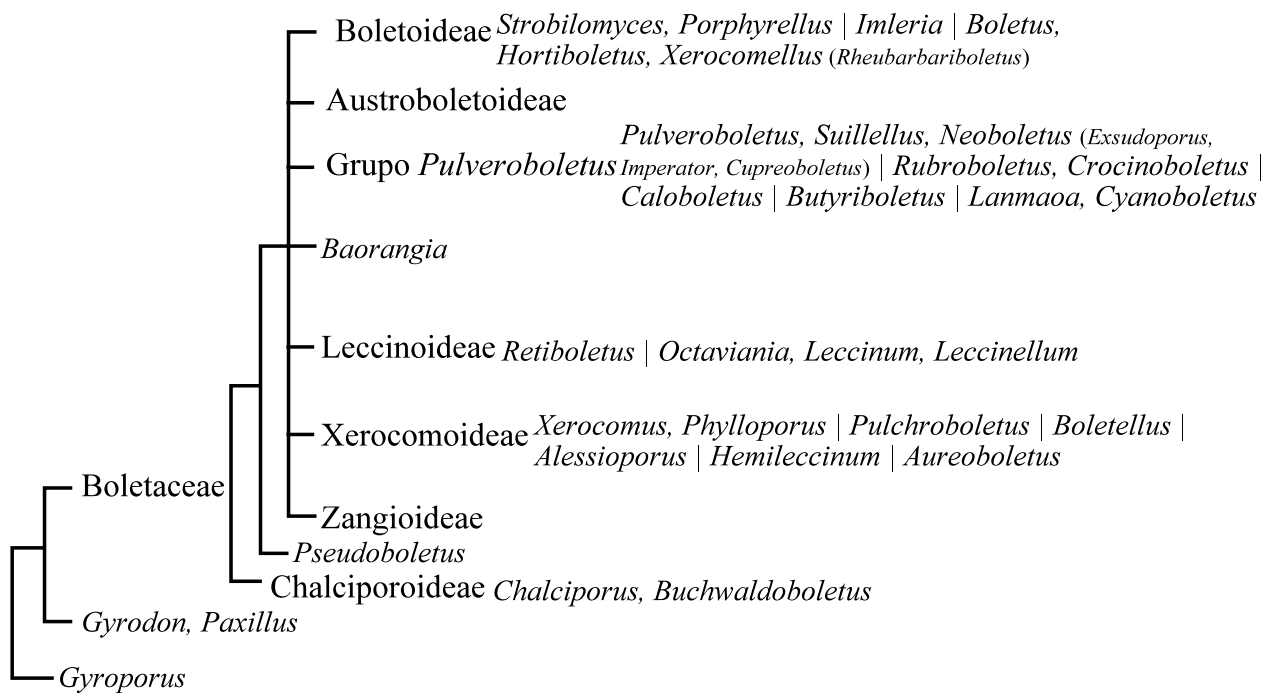 Boletoideae Strobilomyces, Porphyrellus | Imleria | Boletus,
Hortiboletus, Xerocomellus (Rheubarbariboletus)
Austroboletoideae
Pulveroboletus, Suillellus, Neoboletus (Exsudoporus,
Grupo Pulveroboletus Imperator, Cupreoboletus) | Rubroboletus, Crocinoboletus |
Caloboletus | Butyriboletus | Lanmaoa, Cyanoboletus
Baorangia
Leccinoideae Retiboletus | Octaviania, Leccinum, Leccinellum
Xerocomoideae Xerocomus, Phylloporus | Pulchroboletus | Boletellus |
Alessioporus | Hemileccinum | Aureoboletus
Boletaceae
Zangioideae
Pseudoboletus
Chalciporoideae Chalciporus, Buchwaldoboletus
Gyrodon, Paxillus
Gyroporus